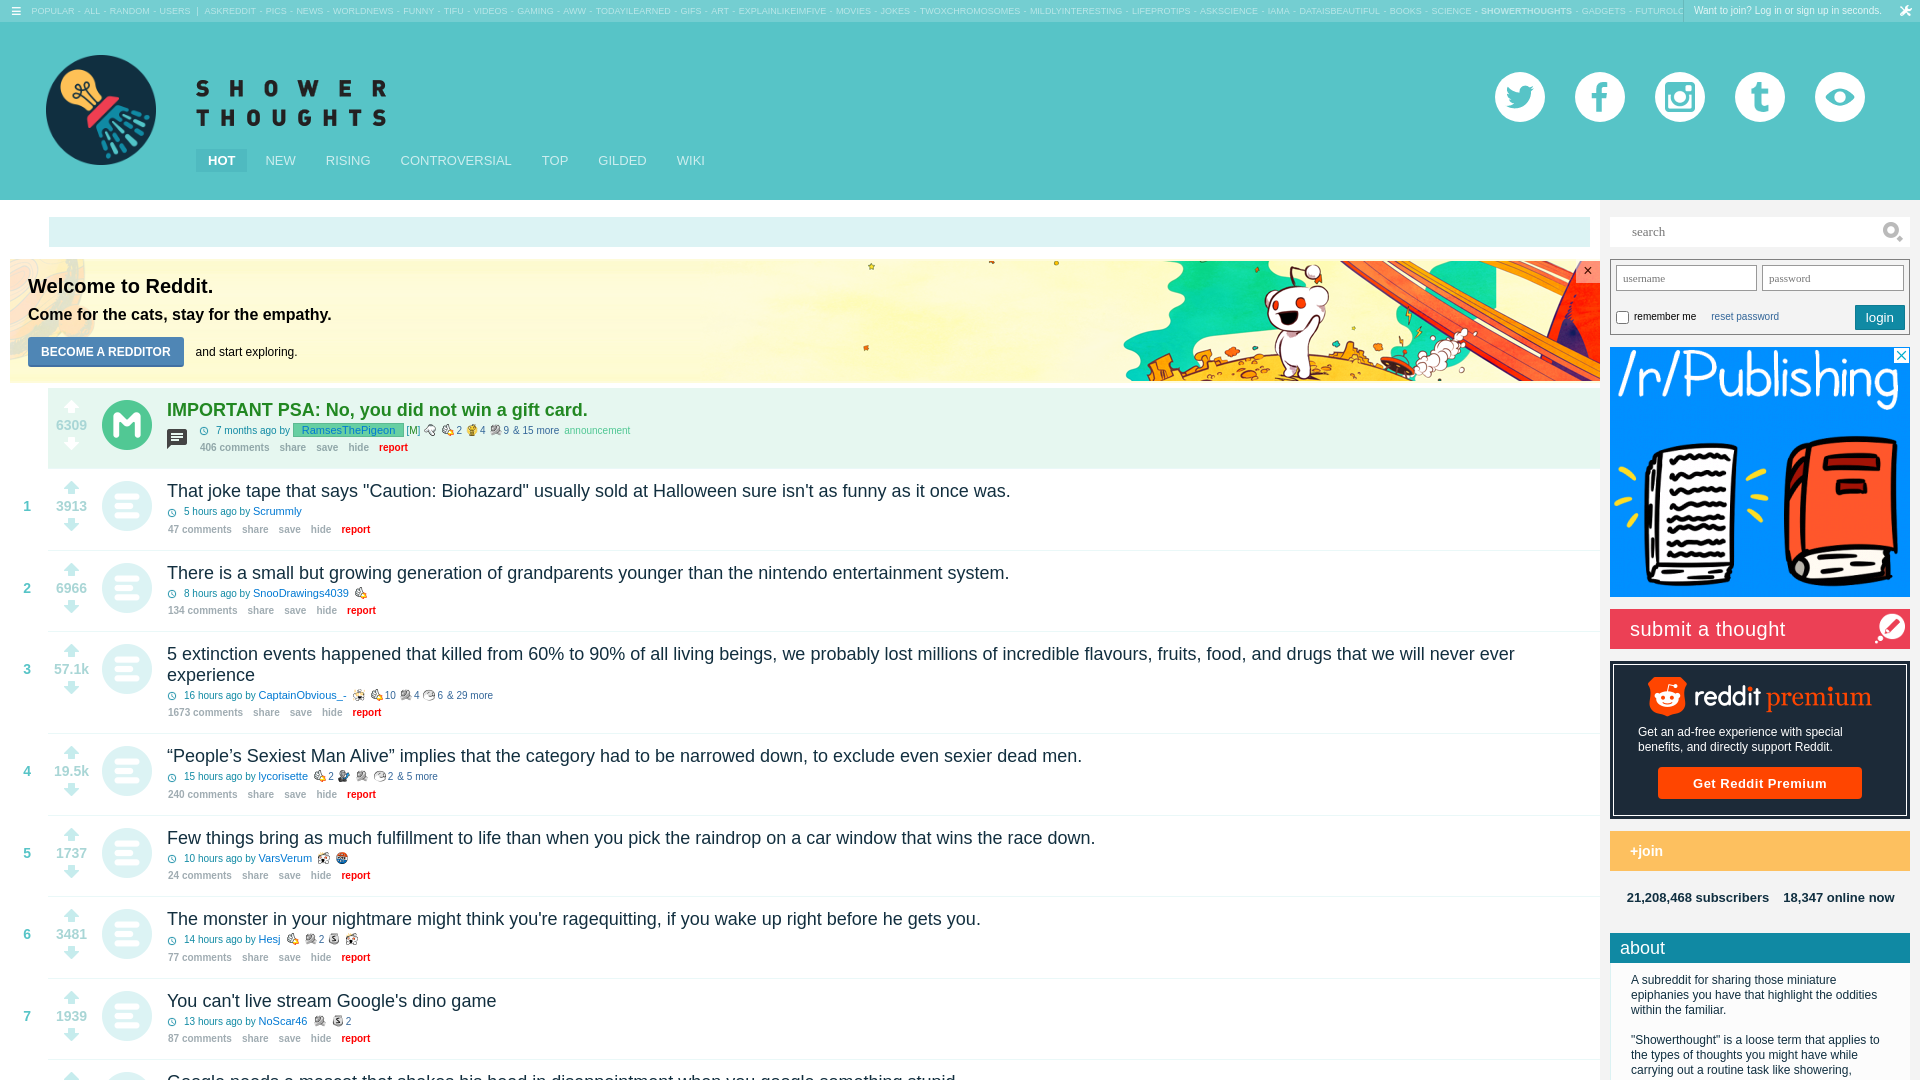 POPULAR - ALL - RANDOM - USERS | ASKREDDIT - PICS - NEWS - WORLDNEWS - FUNNY - TIFU - VIDEOS - GAMING - AWW - TODAYILEARNED - GIFS - ART - EXPLAINLIKEIMFIVE - MOVIES - JOKES - TWOXCHROMOSOMES - MILDLYINTERESTING - LIFEPROTIPS - ASKSCIENCE - IAMA - DATAISBEAUTIFUL - BOOKS - SCIENCE - SHOWERTHOUGHTS - GADGETS - FUTUROLO
Want to join? Log in or sign up in seconds.
SHOWER
THOUGHTS
HOT NEW RISING CONTROVERSIAL TOP GILDED WIKI
Welcome to Reddit.
Come for the cats, stay for the empathy.
BECOME A REDDITOR and start exploring.
×
6309
M
IMPORTANT PSA: No, you did not win a gift card.
7 months ago by RamsesThePigeon [M] 2 4 9 & 15 more announcement
406 comments share save hide report
1
3913
That joke tape that says "Caution: Biohazard" usually sold at Halloween sure isn't as funny as it once was.
5 hours ago by Scrummly
47 comments share save hide report
2
6966
There is a small but growing generation of grandparents younger than the nintendo entertainment system.
8 hours ago by SnooDrawings4039
134 comments share save hide report
3
57.1k
5 extinction events happened that killed from 60% to 90% of all living beings, we probably lost millions of incredible flavours, fruits, food, and drugs that we will never ever
experience
16 hours ago by CaptainObvious_- 10 4 6 & 29 more
1673 comments share save hide report
4
19.5k
“People’s Sexiest Man Alive” implies that the category had to be narrowed down, to exclude even sexier dead men.
15 hours ago by lycorisette 2 2 & 5 more
240 comments share save hide report
5
1737
Few things bring as much fulfillment to life than when you pick the raindrop on a car window that wins the race down.
10 hours ago by VarsVerum
24 comments share save hide report
6
3481
The monster in your nightmare might think you're ragequitting, if you wake up right before he gets you.
14 hours ago by Hesj 2
77 comments share save hide report
7
1939
You can't live stream Google's dino game
13 hours ago by NoScar46 2
87 comments share save hide report
Google needs a mascot that shakes his head in disappointment when you google something stupid
search
username password
remember me reset password login
/r/Publishing
submit a thought
reddit premium
Get an ad-free experience with special
benefits, and directly support Reddit.
Get Reddit Premium
+join
21,208,468 subscribers 18,347 online now
about
A subreddit for sharing those miniature
epiphanies you have that highlight the oddities
within the familiar.
"Showerthought" is a loose term that applies to
the types of thoughts you might have while
carrying out a routine task like showering,